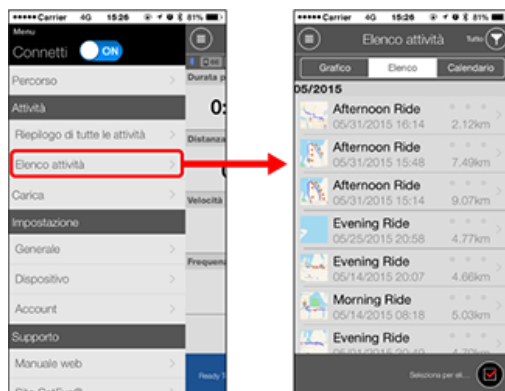 Carrier 4G 15:26 81%
Menu
Connetti ON
Percorso
Attività
Riepilogo di tutte le attività
Elenco attività
Carica
Impostazione
Generale
Dispositivo
Account
Supporto
Manuale web
Durata p
0:
Distanza
Velocità
Frequen
Ready T
Carrier 4G 15:26 81%
Elenco attività Tutto
Grafico Elenco Calendario
05/2015
Afternoon Ride
05/31/2015 16:14 2.12km
Afternoon Ride
05/31/2015 15:48 7.49km
Afternoon Ride
05/31/2015 15:14 9.07km
Evening Ride
05/25/2015 20:58 4.77km
Evening Ride
05/14/2015 20:07 4.66km
Morning Ride
05/14/2015 08:18 5.03km
Evening Ride
Seleziona per eli...